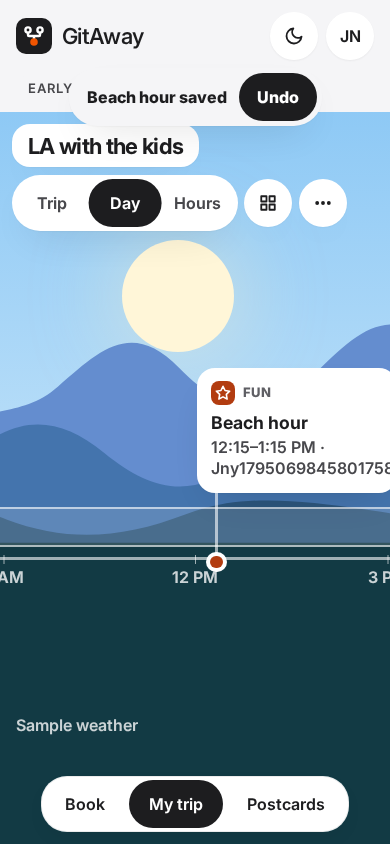 GitAway
JN
EARLY
Beach hour saved
Undo
LA with the kids
Trip
Day
Hours
FUN
Beach hour
12:15–1:15 PM ·
Jny1795069845801758
AM
12 PM
3 P
Sample weather
Book
My trip
Postcards